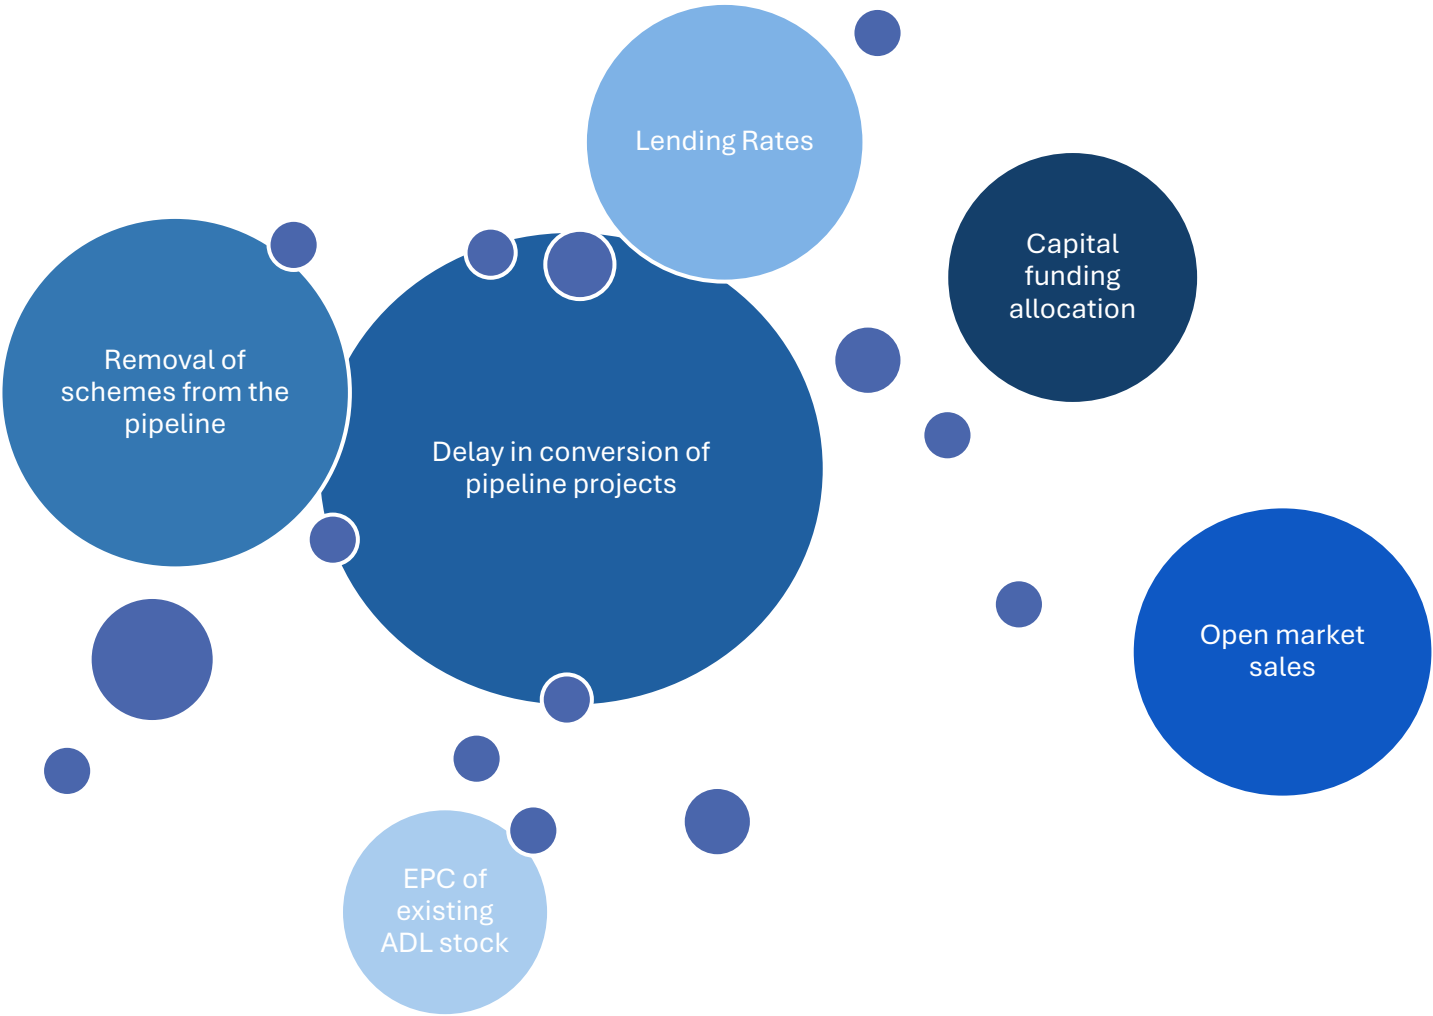 Lending Rates
Capital
funding
allocation
Removal of
schemes from the
pipeline
Delay in conversion of
pipeline projects
Open market
sales
EPC of
existing
ADL stock